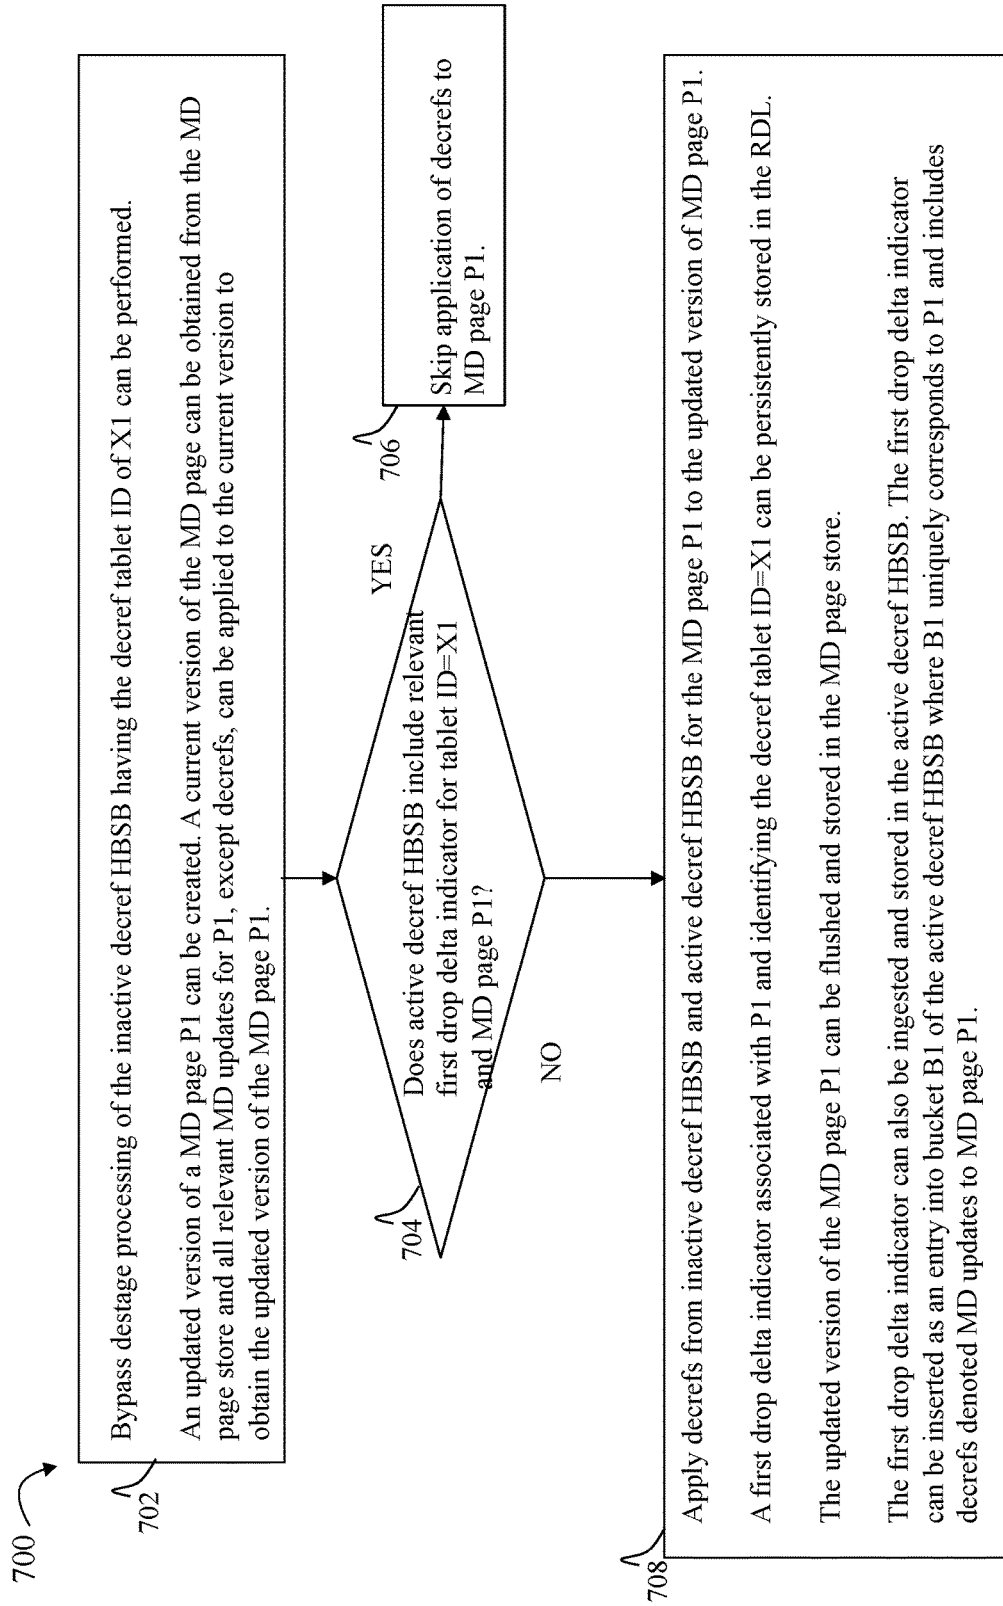 700
702
Bypass destage processing of the inactive decref HBSB having the decref tablet ID of X1 can be performed.
An updated version of a MD page P1 can be created. A current version of the MD page can be obtained from the MD
page store and all relevant MD updates for P1, except decrefs, can be applied to the current version to
obtain the updated version of the MD page P1.
704
Does active decref HBSB include relevant
first drop delta indicator for tablet ID=X1
and MD page P1?
YES
706
Skip application of decrefs to
MD page P1.
NO
708
Apply decrefs from inactive decref HBSB and active decref HBSB for the MD page P1 to the updated version of MD page P1.
A first drop delta indicator associated with P1 and identifying the decref tablet ID=X1 can be persistently stored in the RDL.
The updated version of the MD page P1 can be flushed and stored in the MD page store.
The first drop delta indicator can also be ingested and stored in the active decref HBSB. The first drop delta indicator
can be inserted as an entry into bucket B1 of the active decref HBSB where B1 uniquely corresponds to P1 and includes
decrefs denoted MD updates to MD page P1.